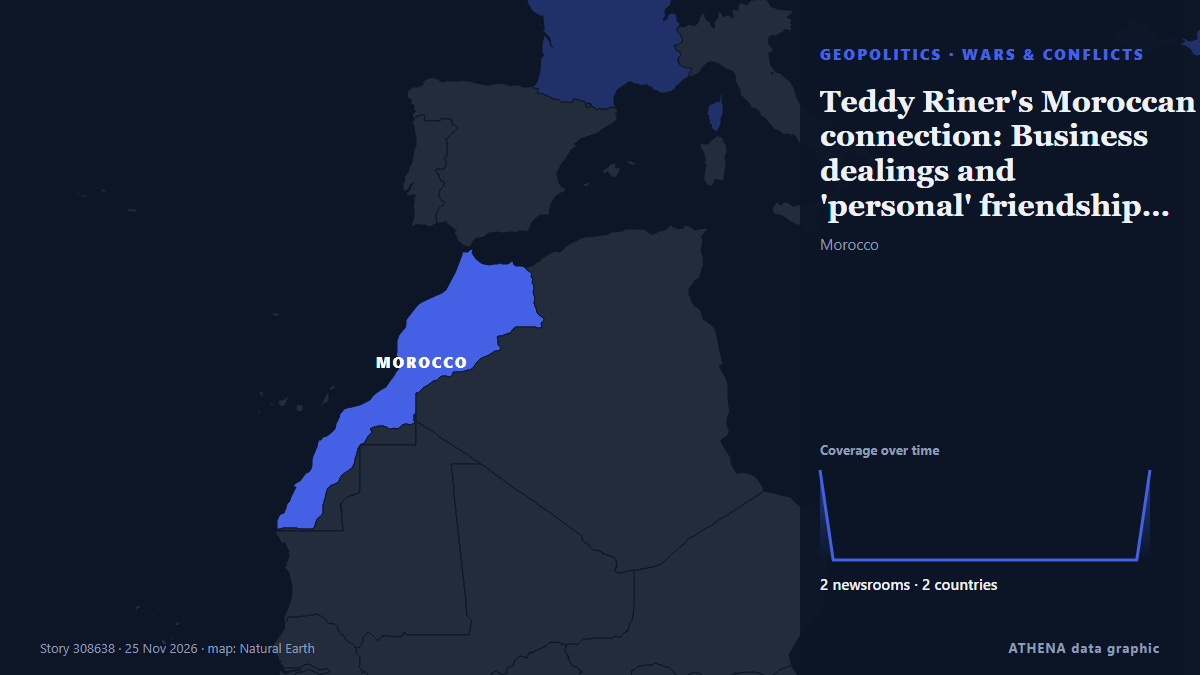 GEOPOLITICS · WARS & CONFLICTS
Teddy Riner's Moroccan
connection: Business
dealings and
'personal' friendship...
Morocco
MOROCCO
Coverage over time
2 newsrooms · 2 countries
Story 308638 · 25 Nov 2026 · map: Natural Earth
ATHENA data graphic